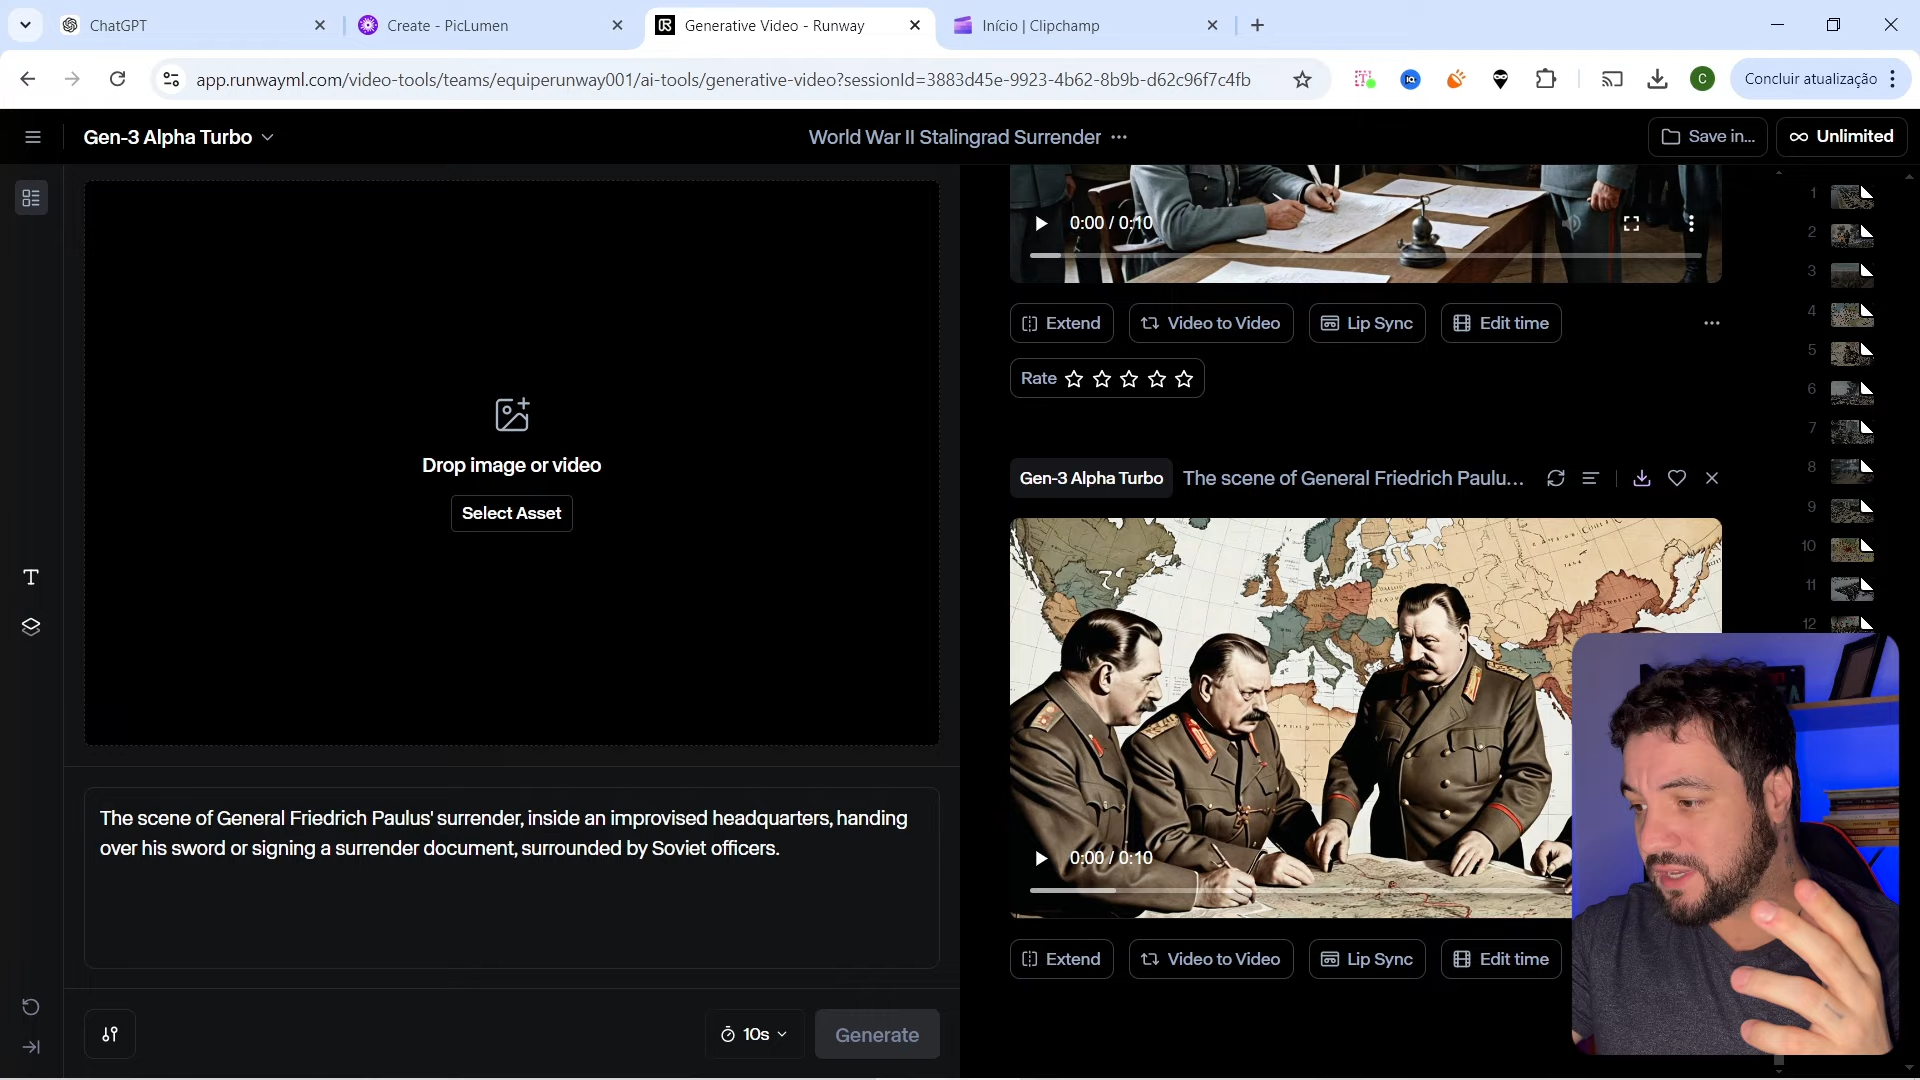 ChatGPT
Create - PicLumen
Generative Video - Runway
Início | Clipchamp
app.runwayml.com/video-tools/teams/equiperunway001/ai-tools/generative-video?sessionId=3883d45e-9923-4b62-8b9b-d62c96f7c4fb
C
Concluir atualização
Gen-3 Alpha Turbo
World War II Stalingrad Surrender
Save in...
Unlimited
Drop image or video
Select Asset
The scene of General Friedrich Paulus' surrender, inside an improvised headquarters, handing
over his sword or signing a surrender document, surrounded by Soviet officers.
10s
Generate
0:00 / 0:10
Extend
Video to Video
Lip Sync
Edit time
Rate
Gen-3 Alpha Turbo
The scene of General Friedrich Paulu...
0:00 / 0:10
Extend
Video to Video
Lip Sync
Edit time
1
2
3
4
5
6
7
8
9
10
11
12